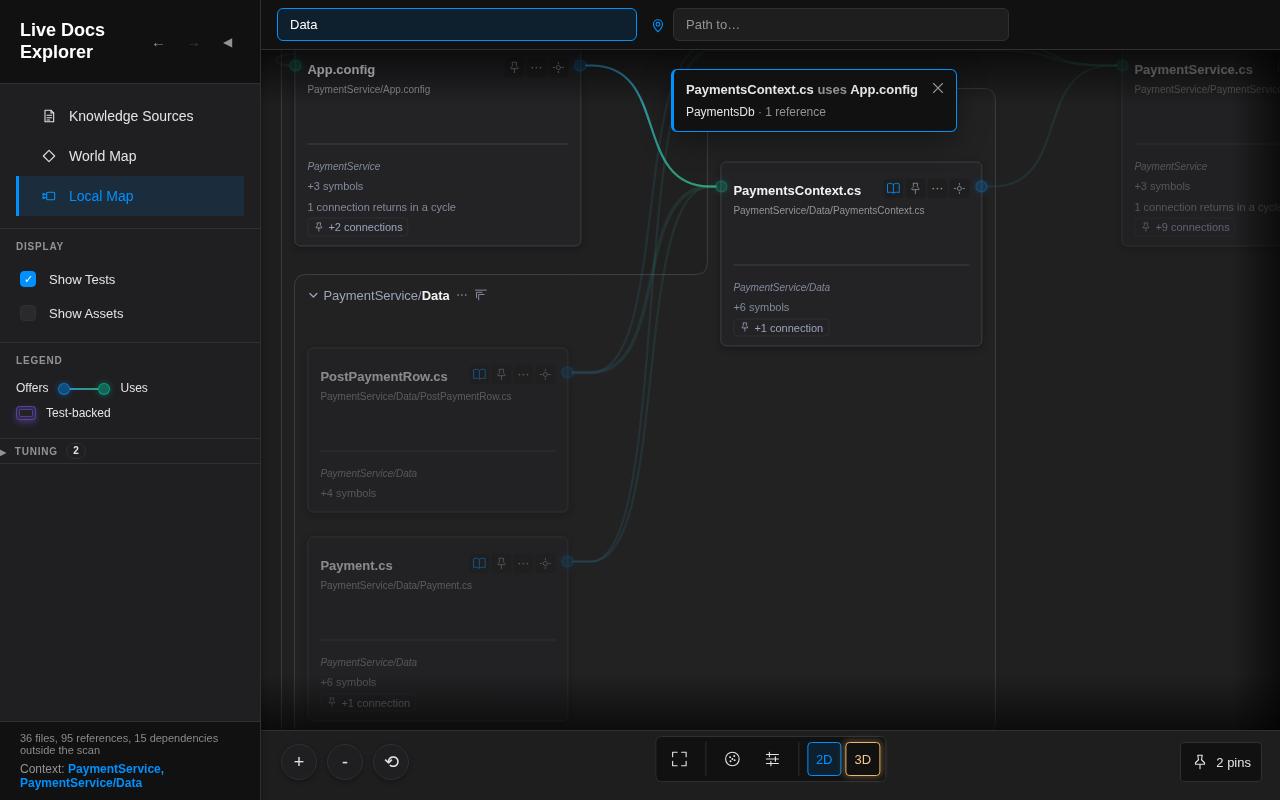 Live Docs
Explorer
Knowledge Sources
World Map
Local Map
DISPLAY
Show Tests
Show Assets
LEGEND
Offers
Uses
Test-backed
TUNING 2
36 files, 95 references, 15 dependencies
outside the scan
Context: PaymentService,
PaymentService/Data
Data
Path to…
App.config
PaymentService/App.config
PaymentService
+3 symbols
1 connection returns in a cycle
+2 connections
PaymentsContext.cs uses App.config
PaymentsDb · 1 reference
PaymentsContext.cs
PaymentService/Data/PaymentsContext.cs
PaymentService/Data
+6 symbols
+1 connection
PaymentService.cs
PaymentService/PaymentService
PaymentService
+3 symbols
1 connection returns in a cycle
+9 connections
PaymentService/Data
PostPaymentRow.cs
PaymentService/Data/PostPaymentRow.cs
PaymentService/Data
+4 symbols
Payment.cs
PaymentService/Data/Payment.cs
PaymentService/Data
+6 symbols
+1 connection
2D
3D
2 pins